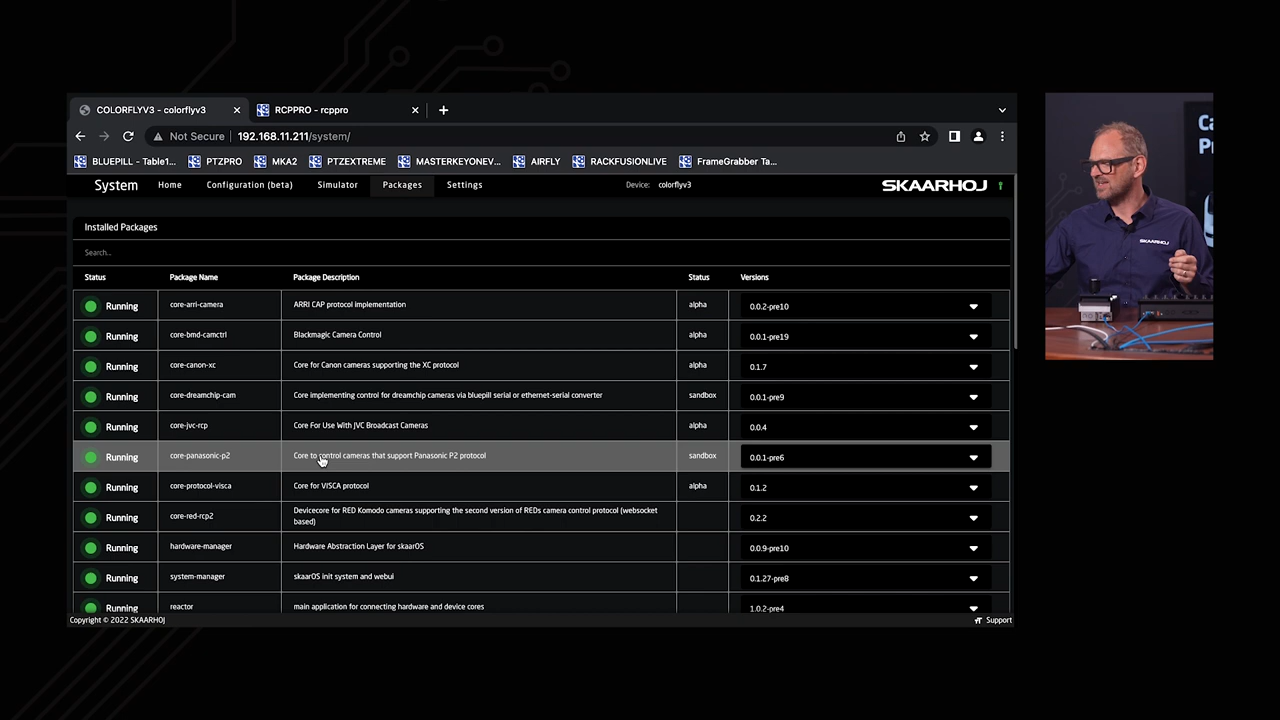 COLORFLYV3 - colorflyv3
RCPPRO - rcppro
Not Secure 192.168.11.211/system/
BLUEPILL - Table1... PTZPRO MKA2 PTZEXTREME MASTERKEYONEV... AIRFLY RACKFUSIONLIVE FrameGrabber Ta...
System Home Configuration (beta) Simulator Packages Settings Device: colorflyv3 SKAARHOJ
Installed Packages
Search...
Status Package Name Package Description Status Versions
Running core-arri-camera ARRI CAP protocol implementation alpha 0.0.2-pre10
Running core-bmd-camctrl Blackmagic Camera Control alpha 0.0.1-pre19
Running core-canon-xc Core for Canon cameras supporting the XC protocol alpha 0.1.7
Running core-dreamchip-cam Core implementing control for dreamchip cameras via bluepill serial or ethernet-serial converter sandbox 0.0.1-pre9
Running core-jvc-rcp Core For Use With JVC Broadcast Cameras alpha 0.0.4
Running core-panasonic-p2 Core to control cameras that support Panasonic P2 protocol sandbox 0.0.1-pre6
Running core-protocol-visca Core for VISCA protocol alpha 0.1.2
Running core-red-rcp2 Devicecore for RED Komodo cameras supporting the second version of REDs camera control protocol (websocket
based) 0.2.2
Running hardware-manager Hardware Abstraction Layer for skaarOS 0.0.9-pre10
Running system-manager skaarOS init system and webui 0.1.27-pre8
Running reactor main application for connecting hardware and device cores 1.0.2-pre4
Copyright © 2022 SKAARHOJ Support
Ca
P
SKAARHOJ